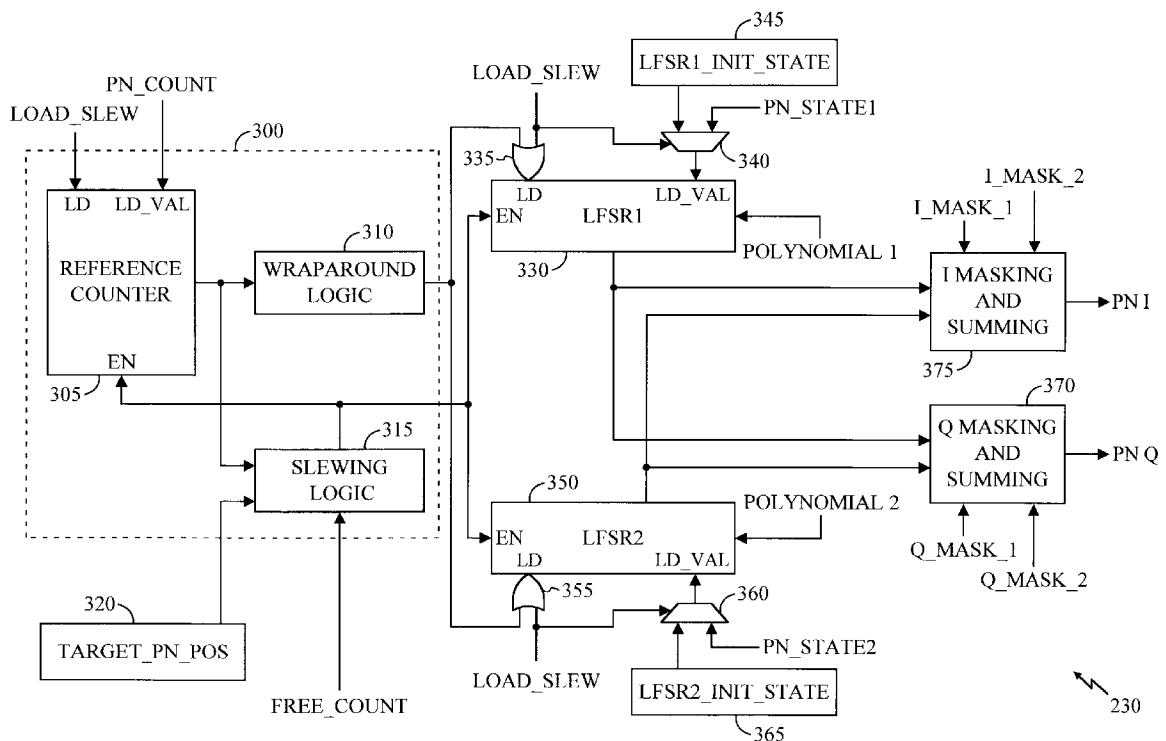 345
LFSR1_INIT_STATE
LOAD_SLEW
PN_COUNT
PN_STATE1
LOAD_SLEW
300
335
340
LD
LD_VAL
LD
LD_VAL
I_MASK_2
EN
LFSR1
I_MASK_1
310
REFERENCE
COUNTER
WRAPAROUND
LOGIC
330
POLYNOMIAL 1
I MASKING
AND
SUMMING
PN I
EN
305
375
315
370
SLEWING
LOGIC
350
POLYNOMIAL 2
Q MASKING
AND
SUMMING
PN Q
EN
LFSR2
LD
LD_VAL
Q_MASK_1
355
360
Q_MASK_2
320
TARGET_PN_POS
PN_STATE2
LOAD_SLEW
LFSR2_INIT_STATE
FREE_COUNT
365
230